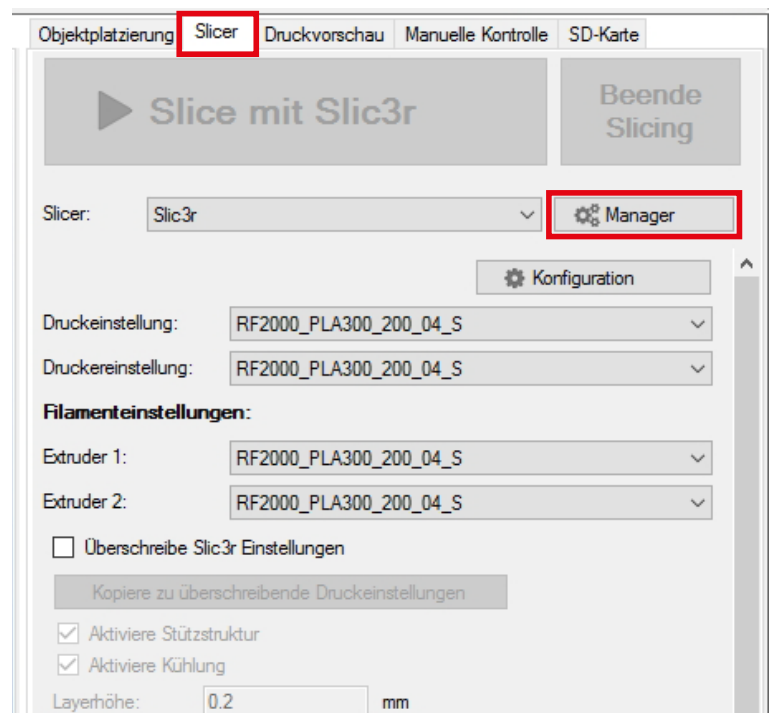 Objektplatzierung Slicer Druckvorschau Manuelle Kontrolle SD-Karte
Slice mit Slic3r
Beende
Slicing
Slicer: Slic3r Manager
Konfiguration
Druckeinstellung: RF2000_PLA300_200_04_S
Druckereinstellung: RF2000_PLA300_200_04_S
Filamenteinstellungen:
Extruder 1: RF2000_PLA300_200_04_S
Extruder 2: RF2000_PLA300_200_04_S
Überschreibe Slic3r Einstellungen
Kopiere zu überschreibende Druckeinstellungen
Aktiviere Stützstruktur
Aktiviere Kühlung
Layerhöhe: 0.2 mm